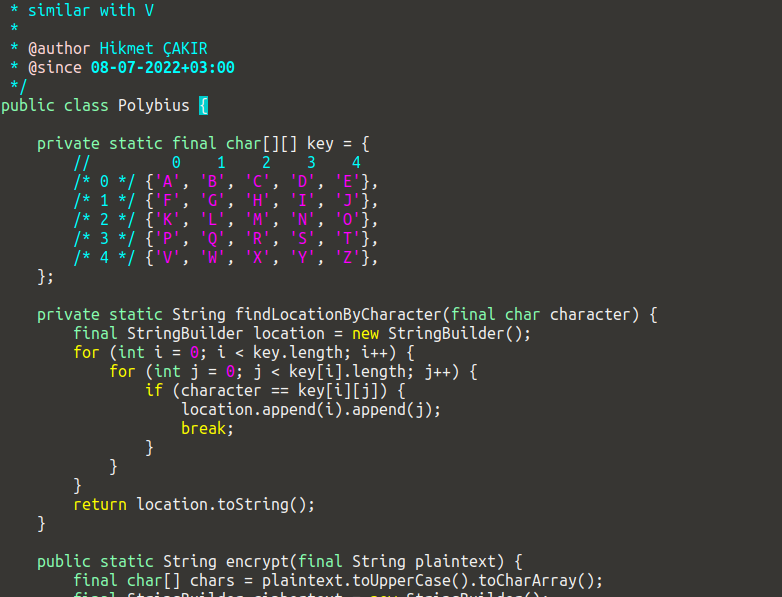 * similar with V
*
* @author Hikmet ÇAKIR
* @since 08-07-2022+03:00
*/
public class Polybius {
private static final char[][] key = {
// 0 1 2 3 4
/* 0 */ {'A', 'B', 'C', 'D', 'E'},
/* 1 */ {'F', 'G', 'H', 'I', 'J'},
/* 2 */ {'K', 'L', 'M', 'N', 'O'},
/* 3 */ {'P', 'Q', 'R', 'S', 'T'},
/* 4 */ {'V', 'W', 'X', 'Y', 'Z'},
};
private static String findLocationByCharacter(final char character) {
final StringBuilder location = new StringBuilder();
for (int i = 0; i < key.length; i++) {
for (int j = 0; j < key[i].length; j++) {
if (character == key[i][j]) {
location.append(i).append(j);
break;
}
}
}
return location.toString();
}
public static String encrypt(final String plaintext) {
final char[] chars = plaintext.toUpperCase().toCharArray();